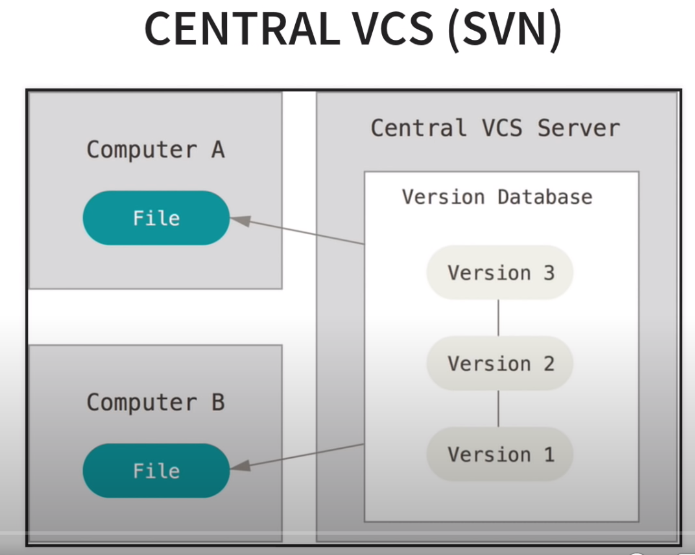 CENTRAL VCS (SVN)
Computer A
File
Central VCS Server
Version Database
Version 3
Version 2
Version 1
Computer B
File